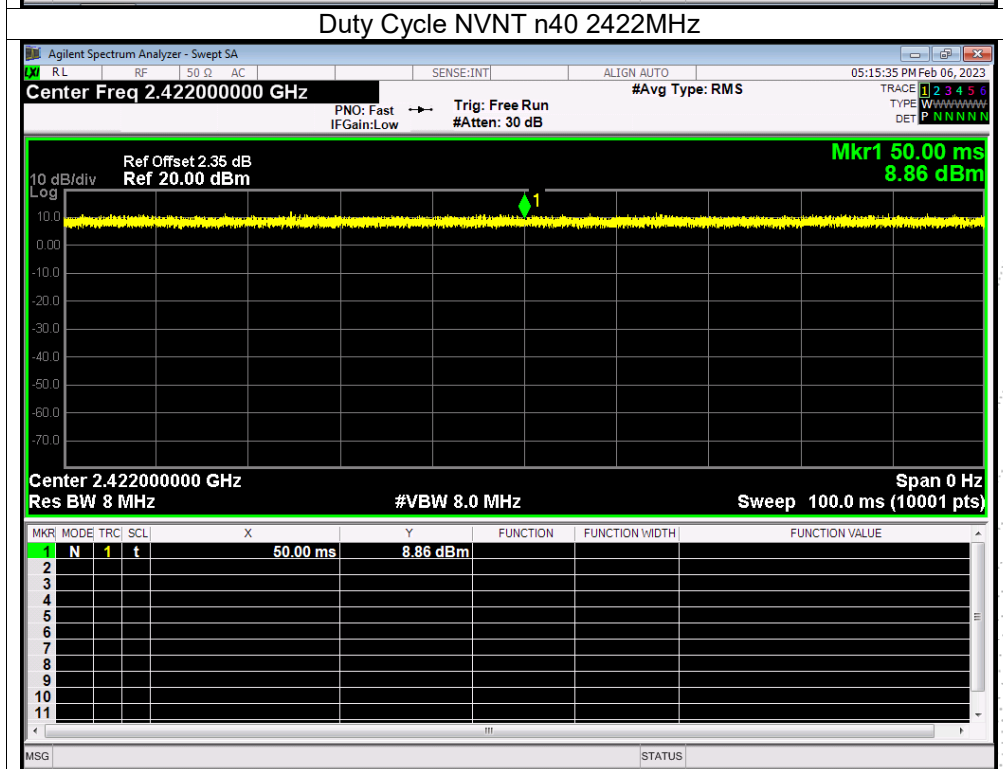 Duty Cycle NVNT n40 2422MHz
Agilent Spectrum Analyzer - Swept SA
LXI RL RF 50 Ω AC SENSE:INT ALIGN AUTO 05:15:35 PM Feb 06, 2023
Center Freq 2.422000000 GHz
PNO: Fast
IFGain:Low
Trig: Free Run
#Atten: 30 dB
#Avg Type: RMS
TRACE 1 2 3 4 5 6
TYPE WWWWWW
DET P N N N N N
Mkr1 50.00 ms
8.86 dBm
Ref Offset 2.35 dB
10 dB/div Ref 20.00 dBm
Log
1
10.0
0.00
-10.0
-20.0
-30.0
-40.0
-50.0
-60.0
-70.0
Center 2.422000000 GHz Span 0 Hz
Res BW 8 MHz #VBW 8.0 MHz Sweep 100.0 ms (10001 pts)
MKR MODE TRC SCL X Y FUNCTION FUNCTION WIDTH FUNCTION VALUE
1 N 1 t 50.00 ms 8.86 dBm
2
3
4
5
6
7
8
9
10
11
MSG STATUS